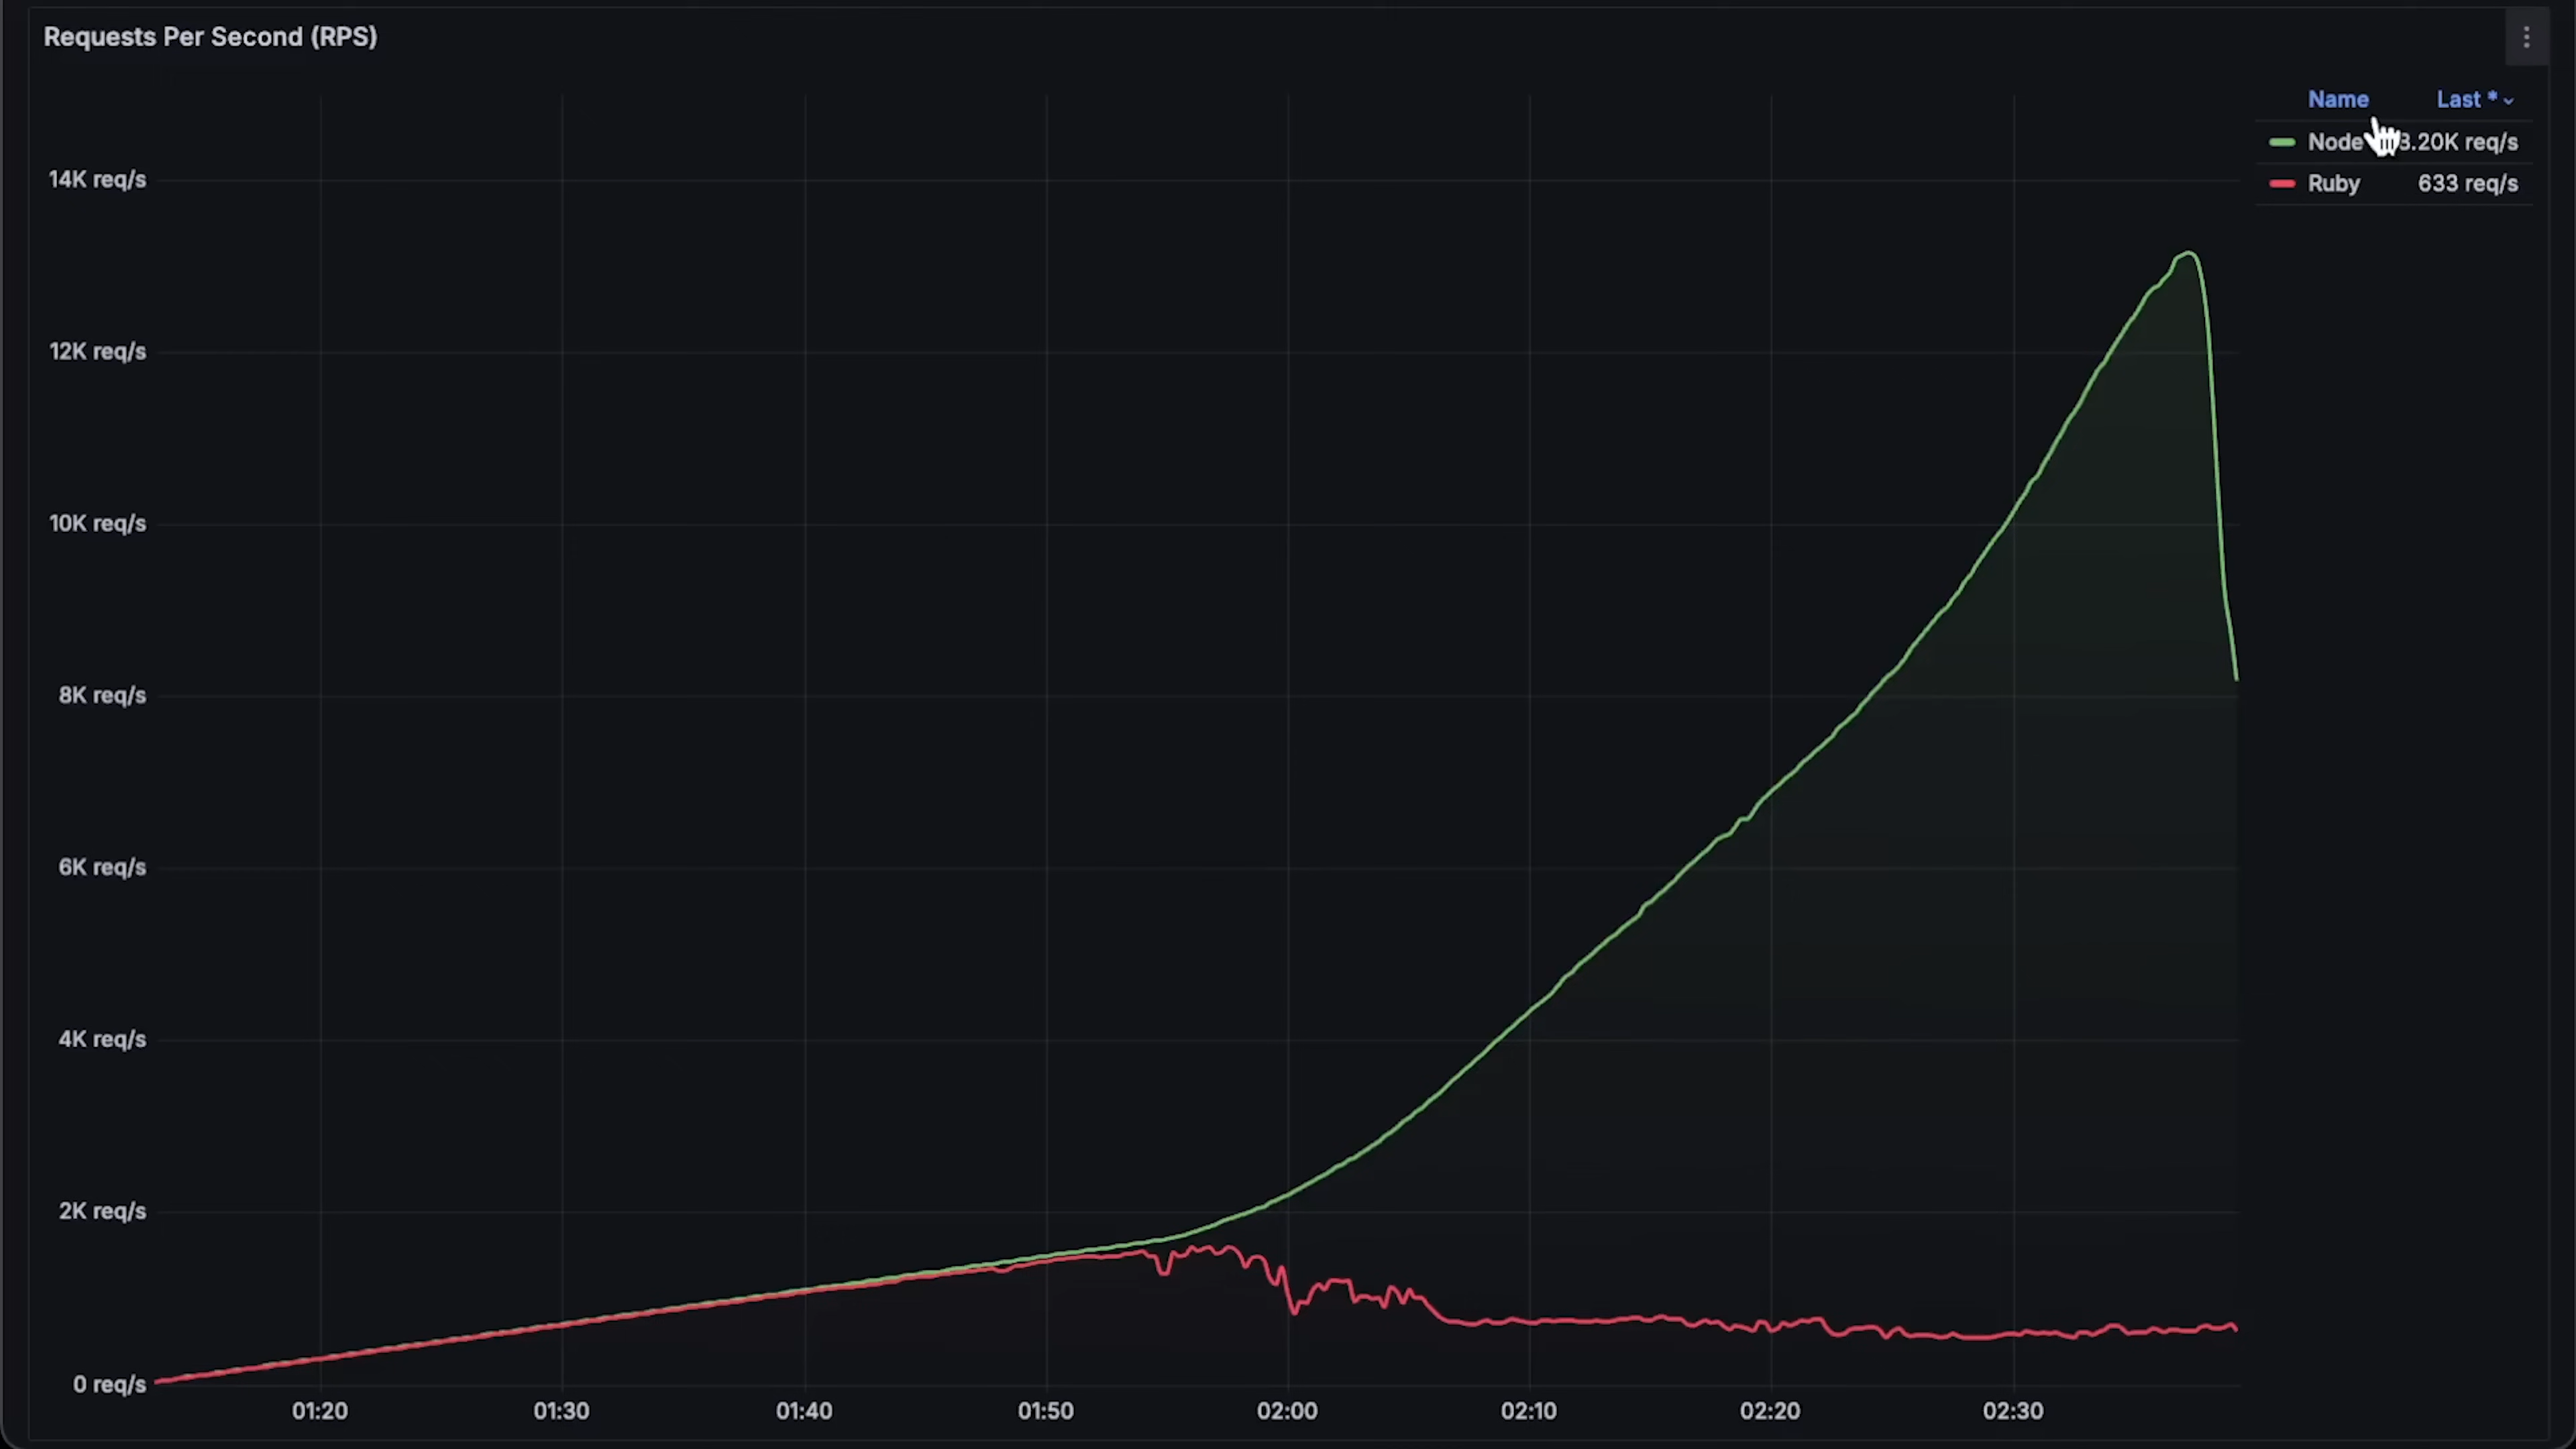 Requests Per Second (RPS)
Name Last *
Node 8.20K req/s
Ruby 633 req/s
14K req/s
12K req/s
10K req/s
8K req/s
6K req/s
4K req/s
2K req/s
0 req/s
01:20 01:30 01:40 01:50 02:00 02:10 02:20 02:30